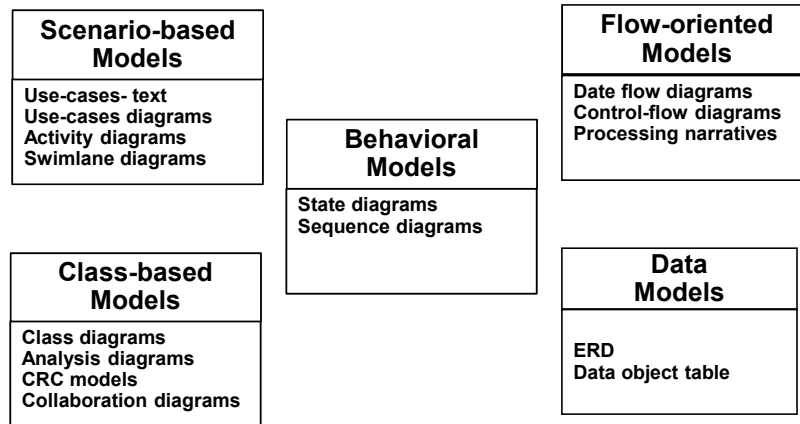 Scenario-based
Models
Use-cases- text
Use-cases diagrams
Activity diagrams
Swimlane diagrams
Flow-oriented
Models
Date flow diagrams
Control-flow diagrams
Processing narratives
Behavioral
Models
State diagrams
Sequence diagrams
Class-based
Models
Class diagrams
Analysis diagrams
CRC models
Collaboration diagrams
Data
Models
ERD
Data object table